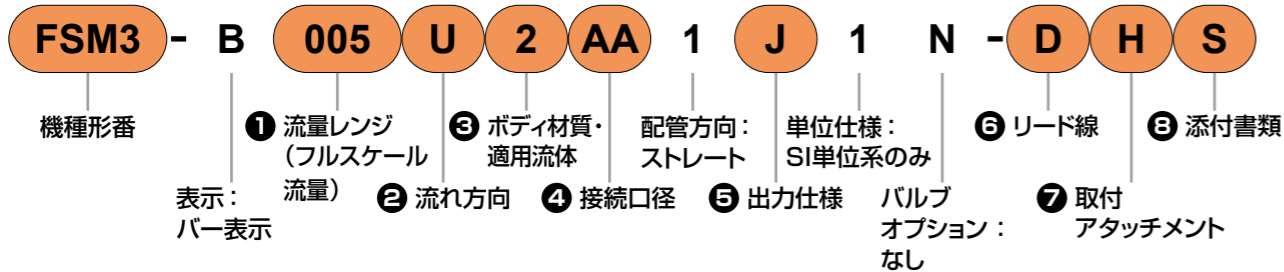 FSM3 - B 005 U 2 AA 1 J 1 N - D H S
機種形番
表示：
バー表示
❶ 流量レンジ
（フルスケール
流量）
❷ 流れ方向
❸ ボディ材質・
適用流体
❹ 接続口径
配管方向：
ストレート
❺ 出力仕様
単位仕様：
SI単位系のみ
バルブ
オプション：
なし
❻ リード線
❼ 取付
アタッチメント
❽ 添付書類